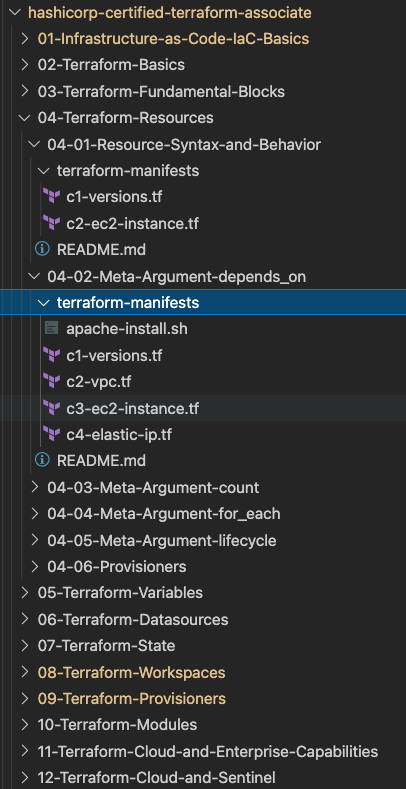 hashicorp-certified-terraform-associate
01-Infrastructure-as-Code-IaC-Basics
02-Terraform-Basics
03-Terraform-Fundamental-Blocks
04-Terraform-Resources
04-01-Resource-Syntax-and-Behavior
terraform-manifests
c1-versions.tf
c2-ec2-instance.tf
README.md
04-02-Meta-Argument-depends_on
terraform-manifests
apache-install.sh
c1-versions.tf
c2-vpc.tf
c3-ec2-instance.tf
c4-elastic-ip.tf
README.md
04-03-Meta-Argument-count
04-04-Meta-Argument-for_each
04-05-Meta-Argument-lifecycle
04-06-Provisioners
05-Terraform-Variables
06-Terraform-Datasources
07-Terraform-State
08-Terraform-Workspaces
09-Terraform-Provisioners
10-Terraform-Modules
11-Terraform-Cloud-and-Enterprise-Capabilities
12-Terraform-Cloud-and-Sentinel